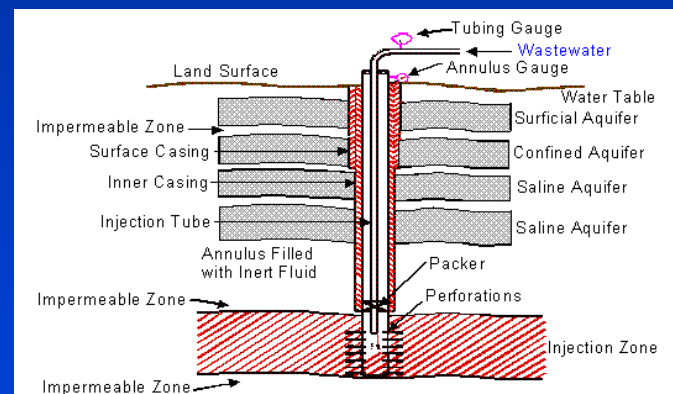 Tubing Gauge
Wastewater
Land Surface
Annulus Gauge
Water Table
Impermeable Zone
Surficial Aquifer
Surface Casing
Confined Aquifer
Inner Casing
Saline Aquifer
Injection Tube
Saline Aquifer
Annulus Filled
with Inert Fluid
Packer
Impermeable Zone
Perforations
Injection Zone
Impermeable Zone